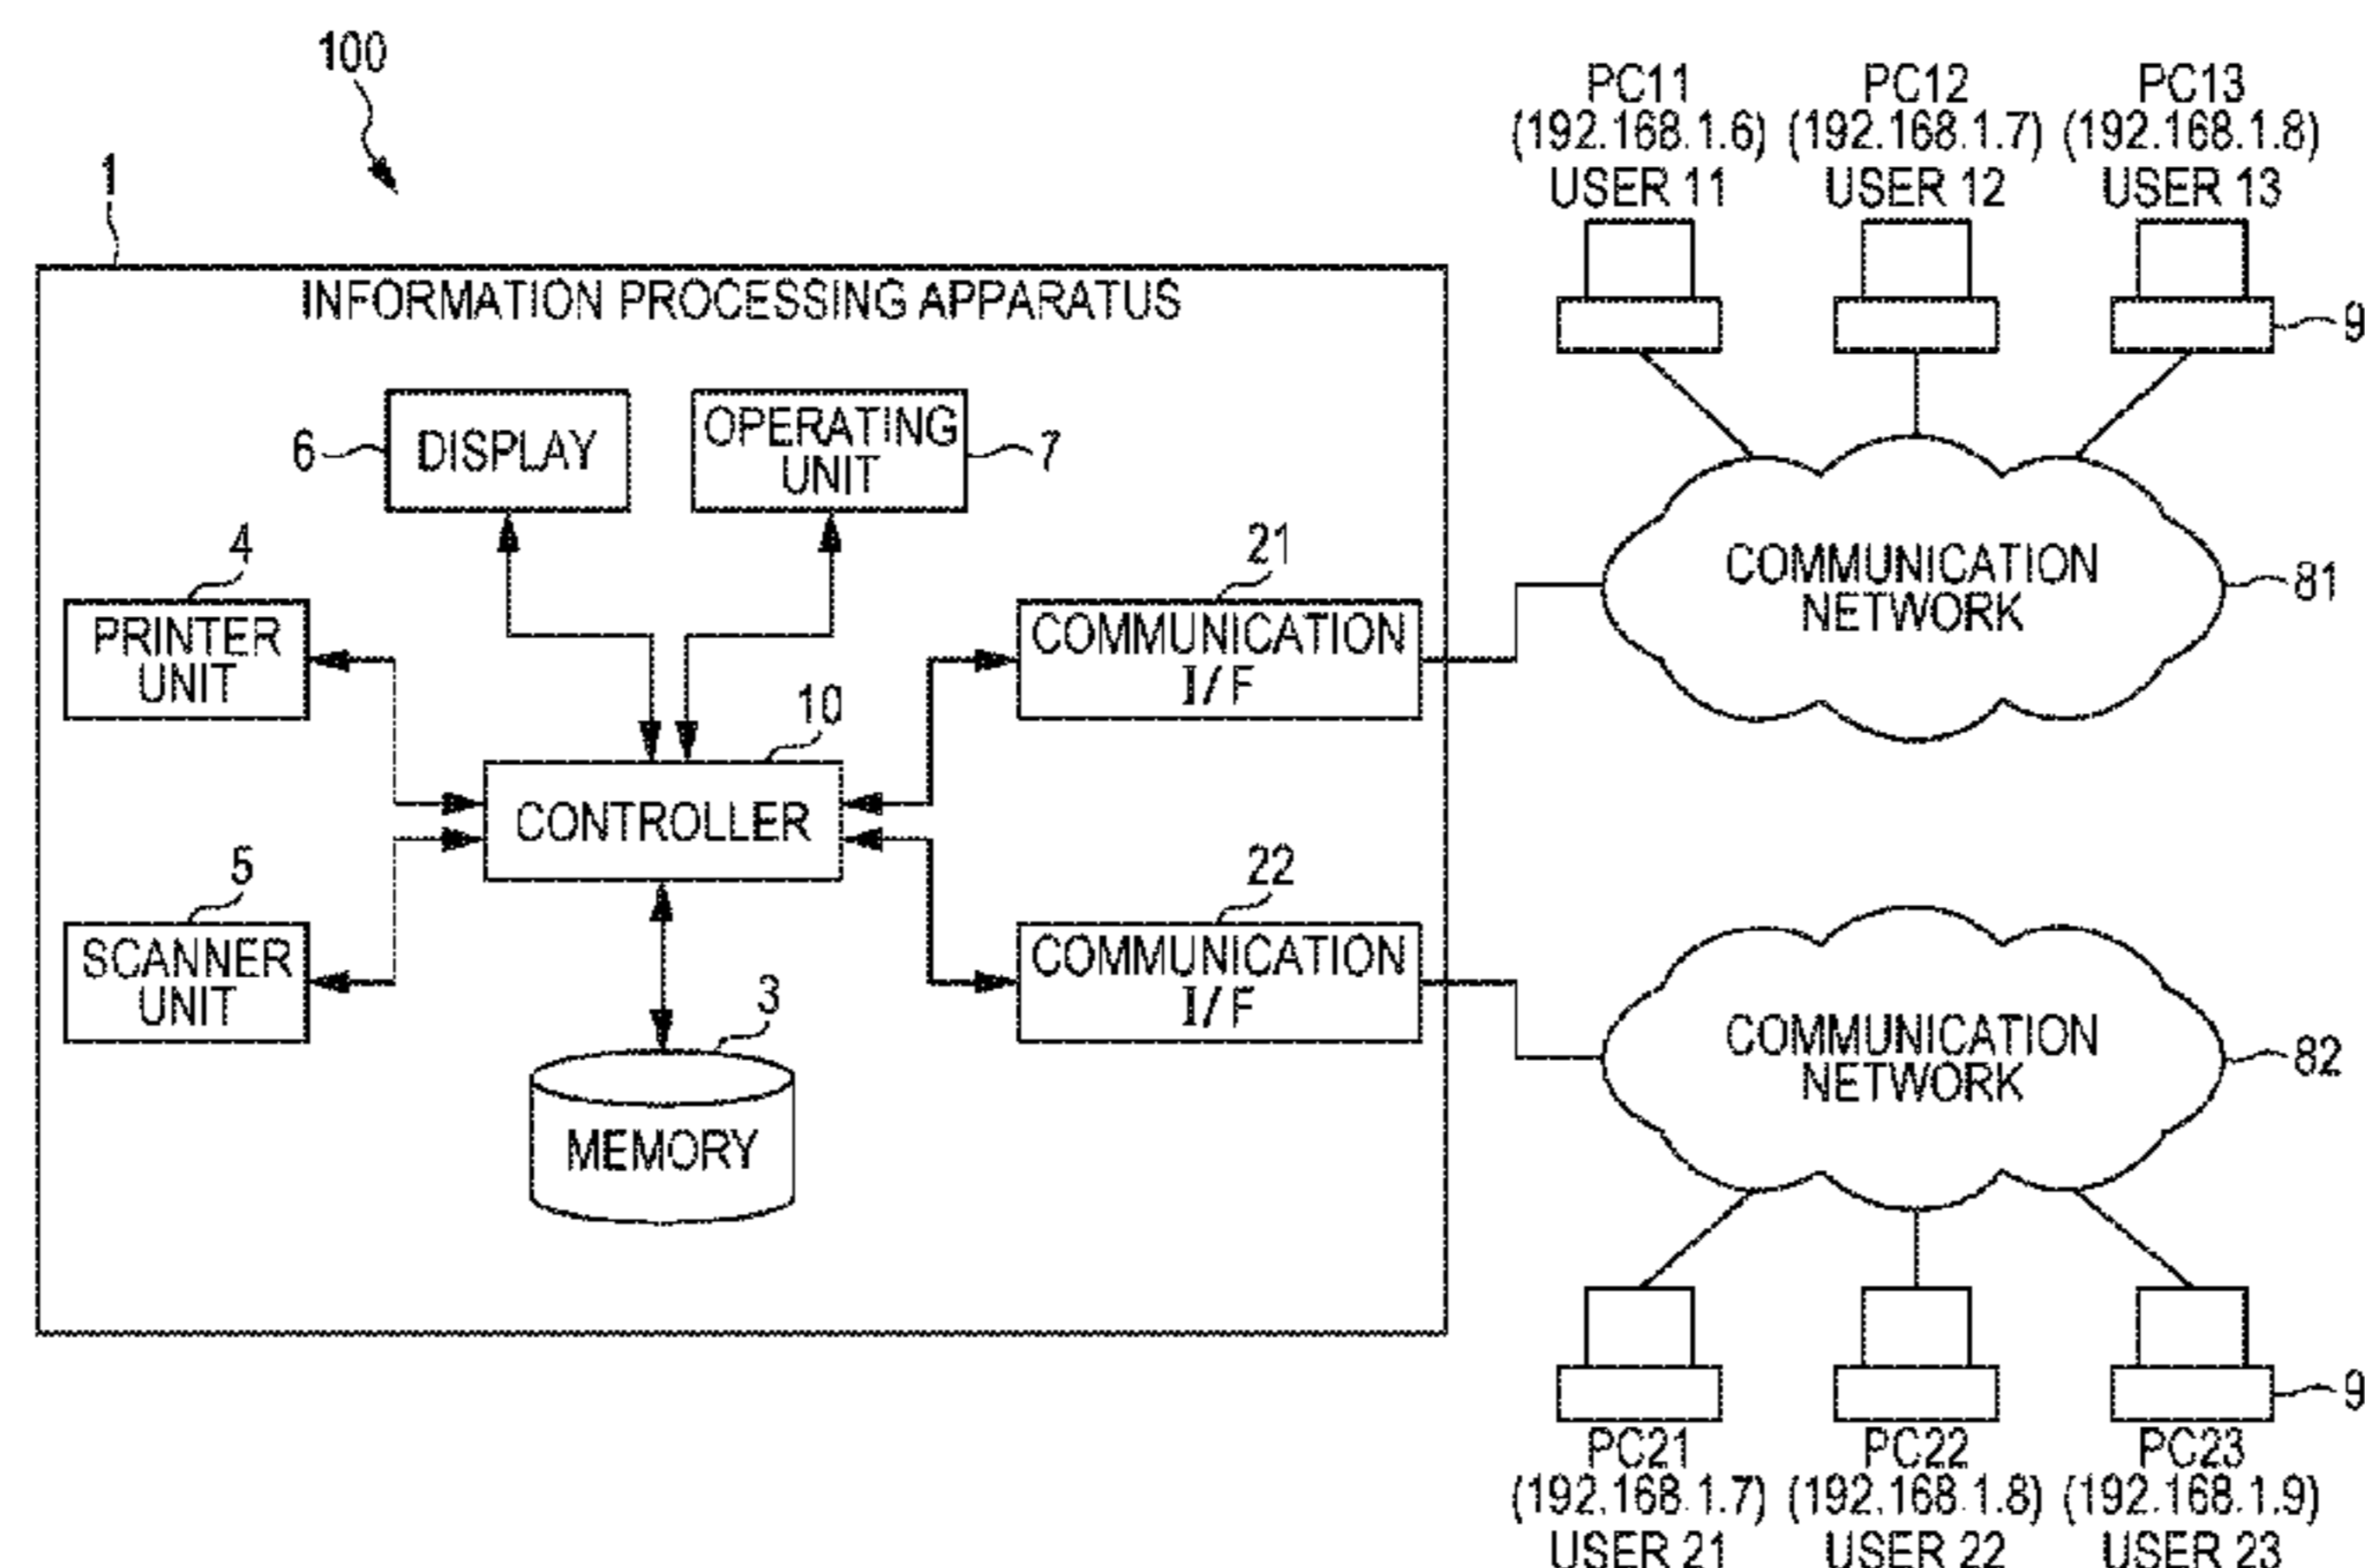 100
1
PC11
(192.168.1.6)
USER 11
PC12
(192.168.1.7)
USER 12
PC13
(192.168.1.8)
USER 13
9
INFORMATION PROCESSING APPARATUS
6
DISPLAY
OPERATING
UNIT
7
4
PRINTER
UNIT
21
COMMUNICATION
I/F
COMMUNICATION
NETWORK
81
10
CONTROLLER
5
SCANNER
UNIT
22
COMMUNICATION
I/F
COMMUNICATION
NETWORK
82
3
MEMORY
9
PC21
(192.168.1.7)
USER 21
PC22
(192.168.1.8)
USER 22
PC23
(192.168.1.9)
USER 23